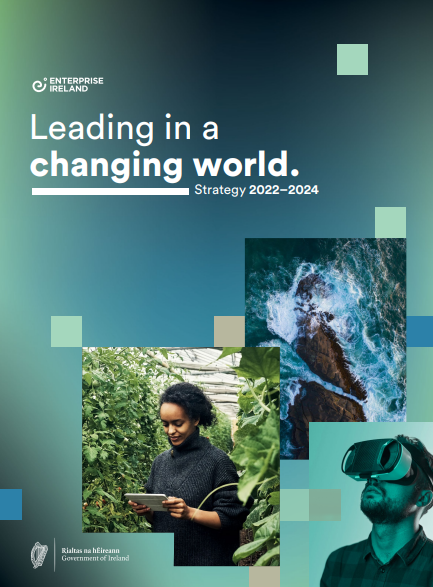 ENTERPRISE
IRELAND
Leading in a
changing world.
Strategy 2022–2024
Rialtas na hÉireann
Government of Ireland